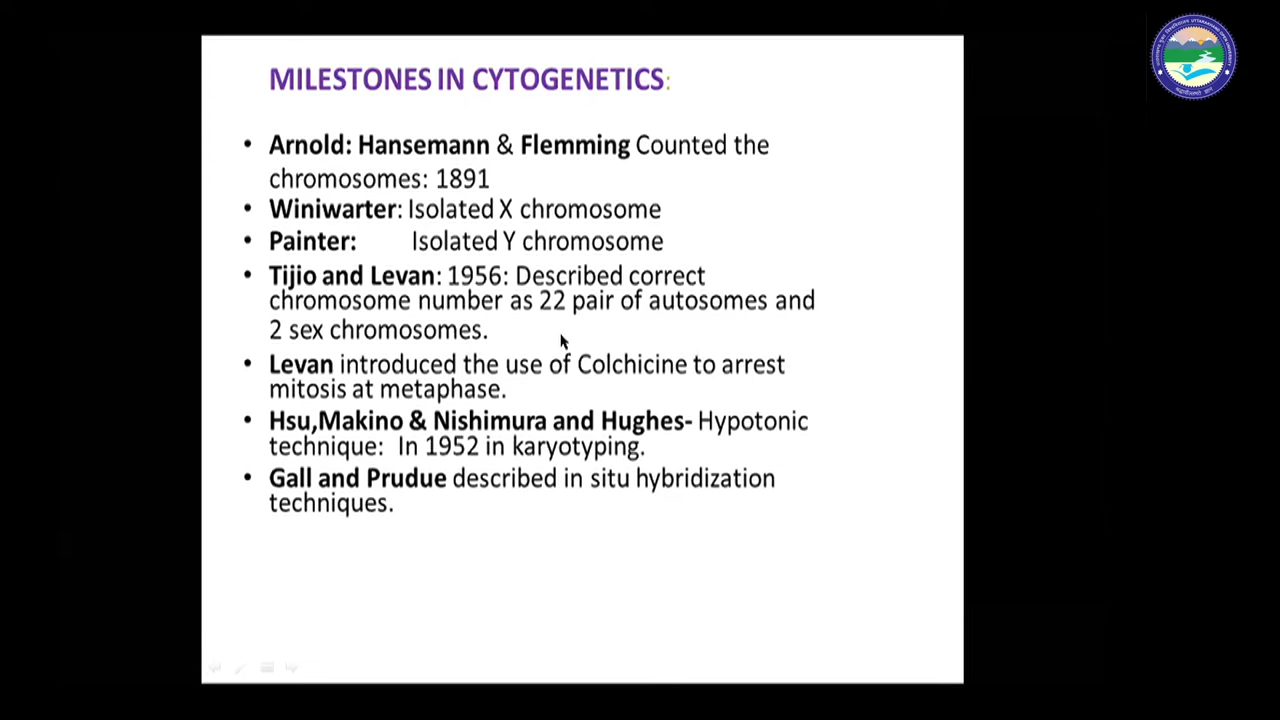 MILESTONES IN CYTOGENETICS:
• Arnold: Hansemann & Flemming Counted the
chromosomes: 1891
• Winiwarter: Isolated X chromosome
• Painter: Isolated Y chromosome
• Tijio and Levan: 1956: Described correct
chromosome number as 22 pair of autosomes and
2 sex chromosomes.
• Levan introduced the use of Colchicine to arrest
mitosis at metaphase.
• Hsu,Makino & Nishimura and Hughes- Hypotonic
technique: In 1952 in karyotyping.
• Gall and Prudue described in situ hybridization
techniques.